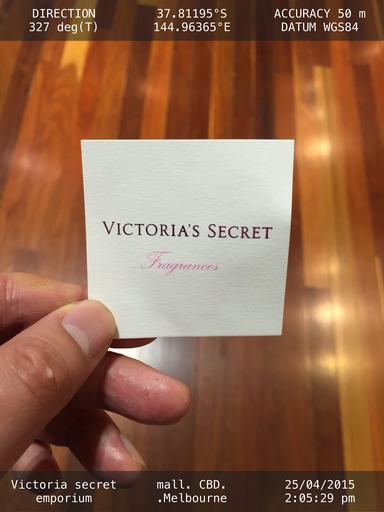 DIRECTION 37.81195°S ACCURACY 50 m
327 deg(T) 144.96365°E DATUM WGS84
VICTORIA'S SECRET
Fragrances
Victoria secret mall. CBD. 25/04/2015
emporium .Melbourne 2:05:29 pm